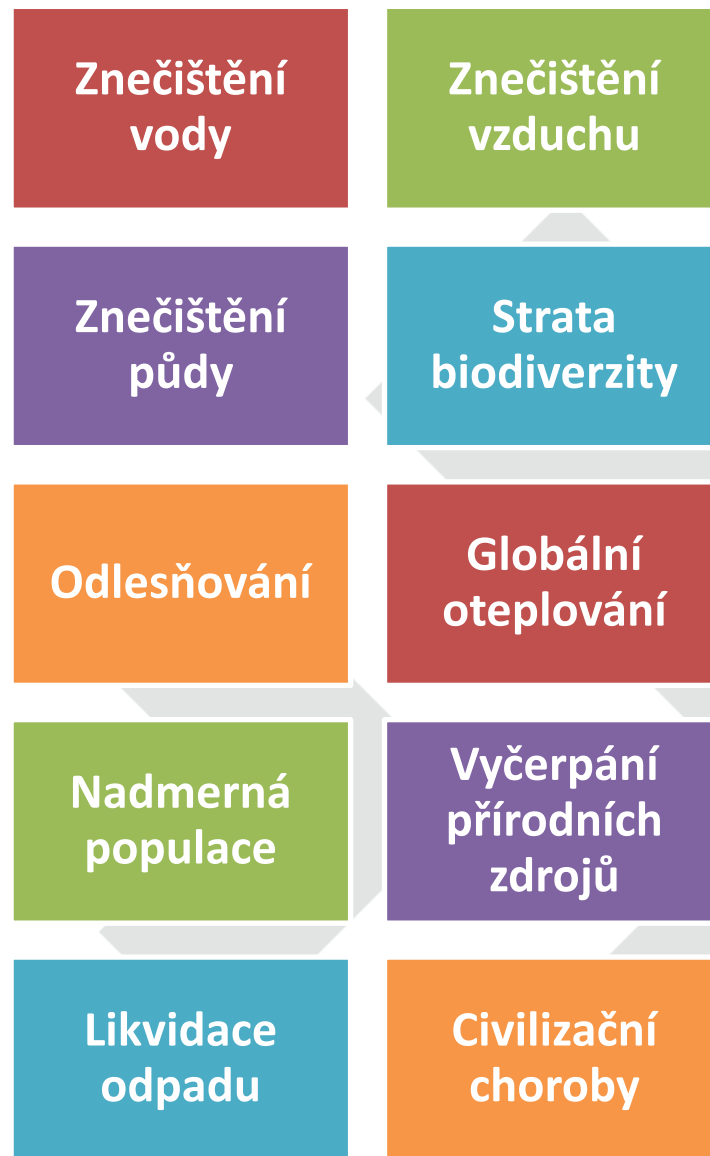 Znečištění
vody
Znečištění
vzduchu
Znečištění
půdy
Strata
biodiverzity
Odlesňování
Globální
oteplování
Nadmerná
populace
Vyčerpání
přírodních
zdrojů
Likvidace
odpadu
Civilizační
choroby